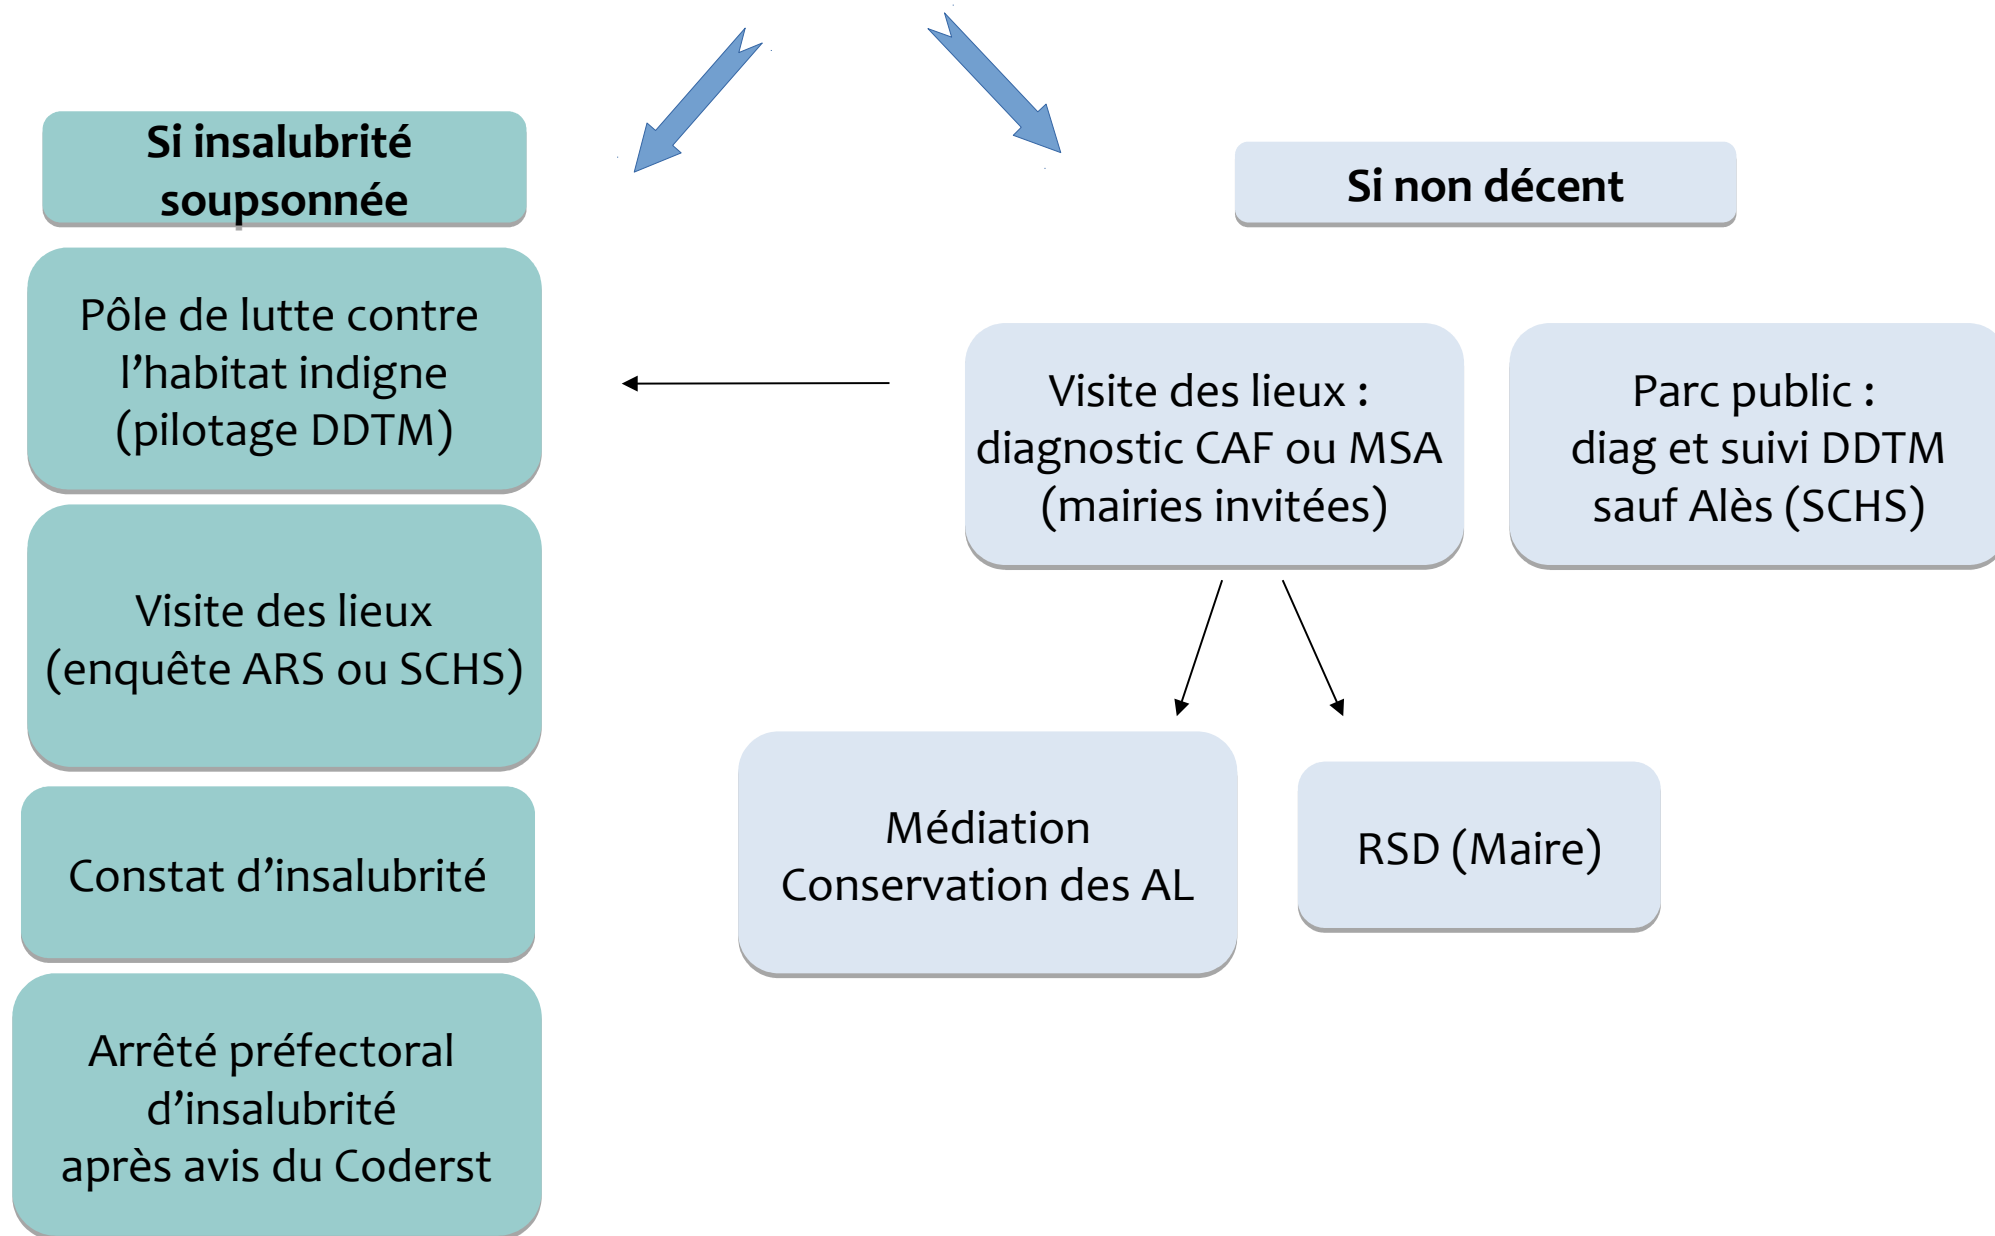 Si insalubrité
soupsonnée
Pôle de lutte contre
l’habitat indigne
(pilotage DDTM)
Visite des lieux
(enquête ARS ou SCHS)
Constat d’insalubrité
Arrêté préfectoral
d’insalubrité
après avis du Coderst
Si non décent
Visite des lieux :
diagnostic CAF ou MSA
(mairies invitées)
Parc public :
diag et suivi DDTM
sauf Alès (SCHS)
Médiation
Conservation des AL
RSD (Maire)